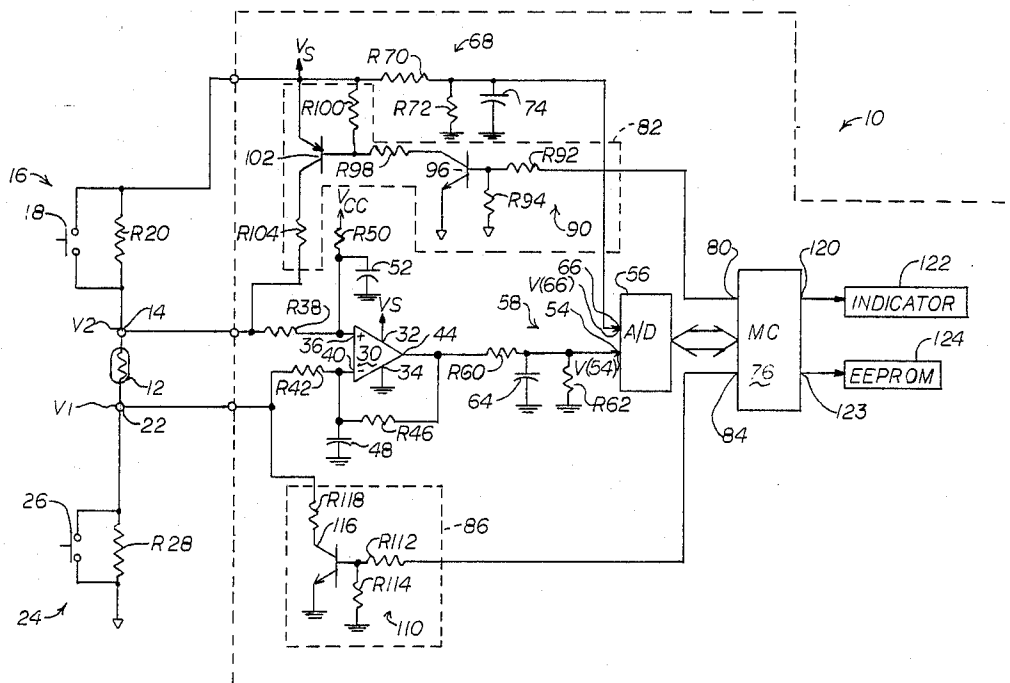 VS
R70
68
R100
R72
74
82
10
102
R98
96
R92
R94
90
16
18
R20
R104
VCC
R50
52
66
V(66)
56
80
120
122
INDICATOR
V2
14
R38
VS
32
44
58
54
A/D
MC
76
124
EEPROM
36
30
40
34
12
R42
R60
V(54)
64
R62
84
123
V1
22
R46
48
26
R28
24
R118
116
86
R112
R114
110